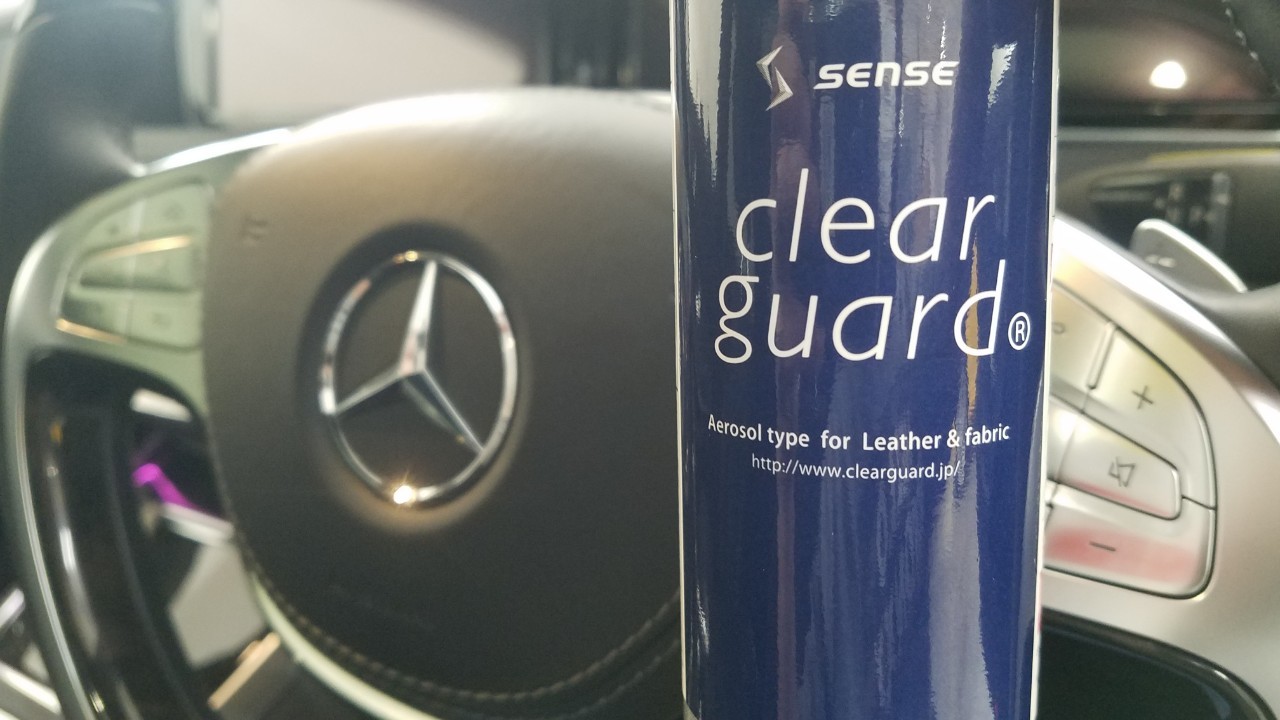 SENSE
clear
guard®
Aerosol type for Leather & fabric
http://www.clearguard.jp/
+
−